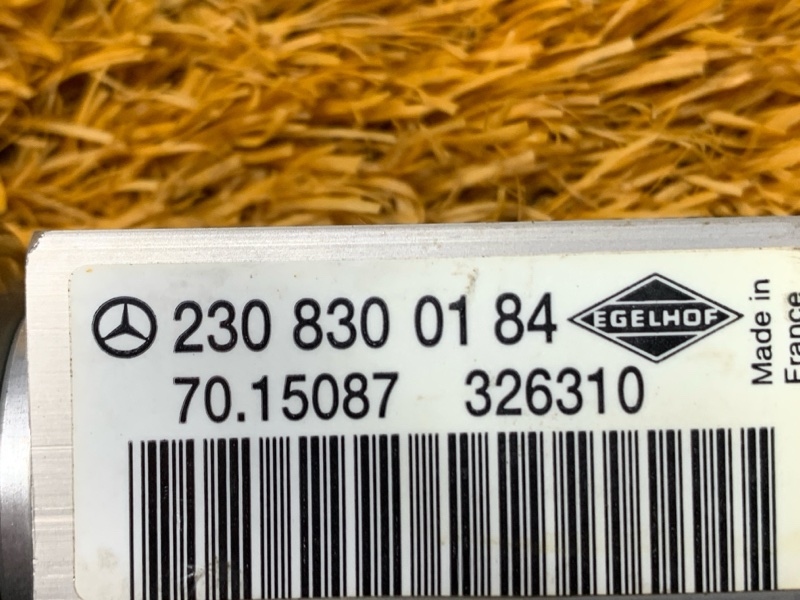 230 830 01 84 EGELHOF
70.15087 326310
Made in
France